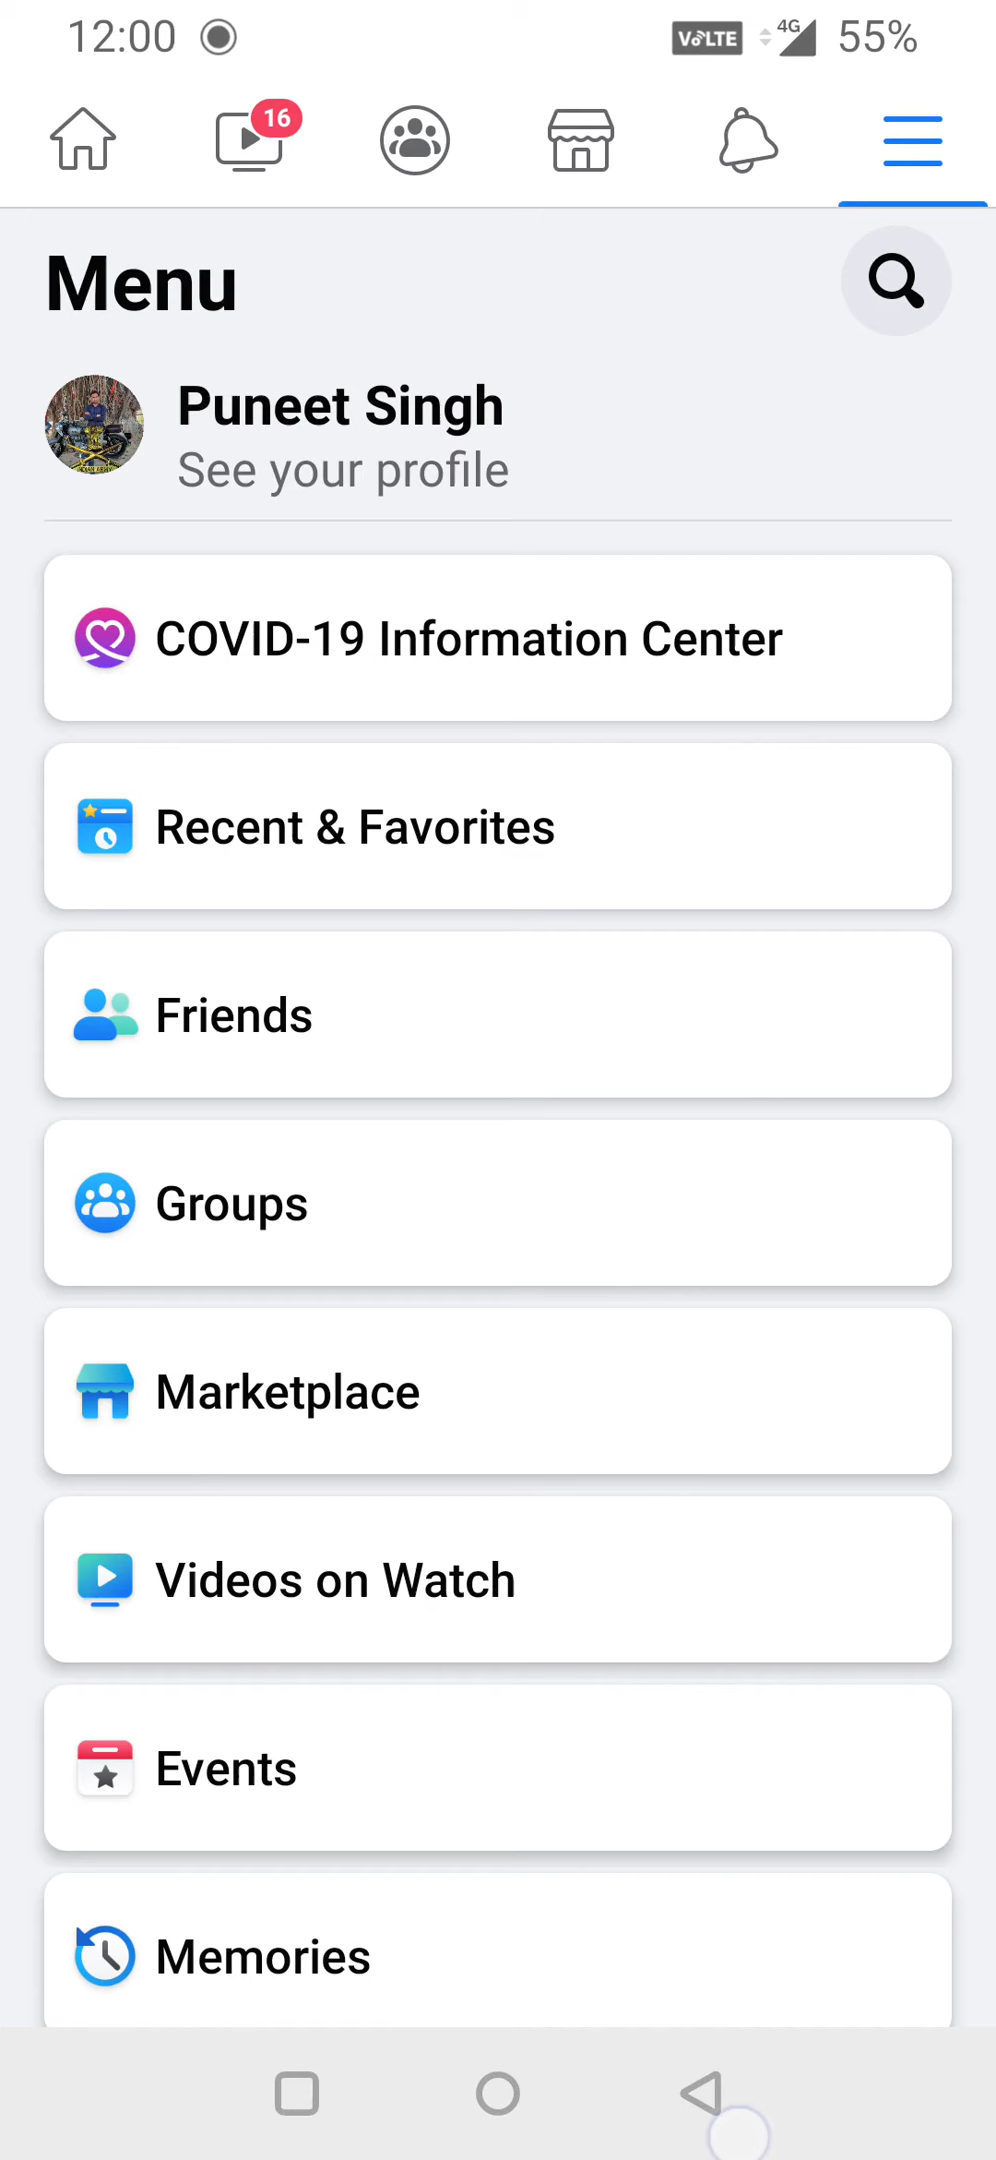 12:00 VoLTE 4G 55%
16
Menu
Puneet Singh
See your profile
COVID-19 Information Center
Recent & Favorites
Friends
Groups
Marketplace
Videos on Watch
Events
Memories